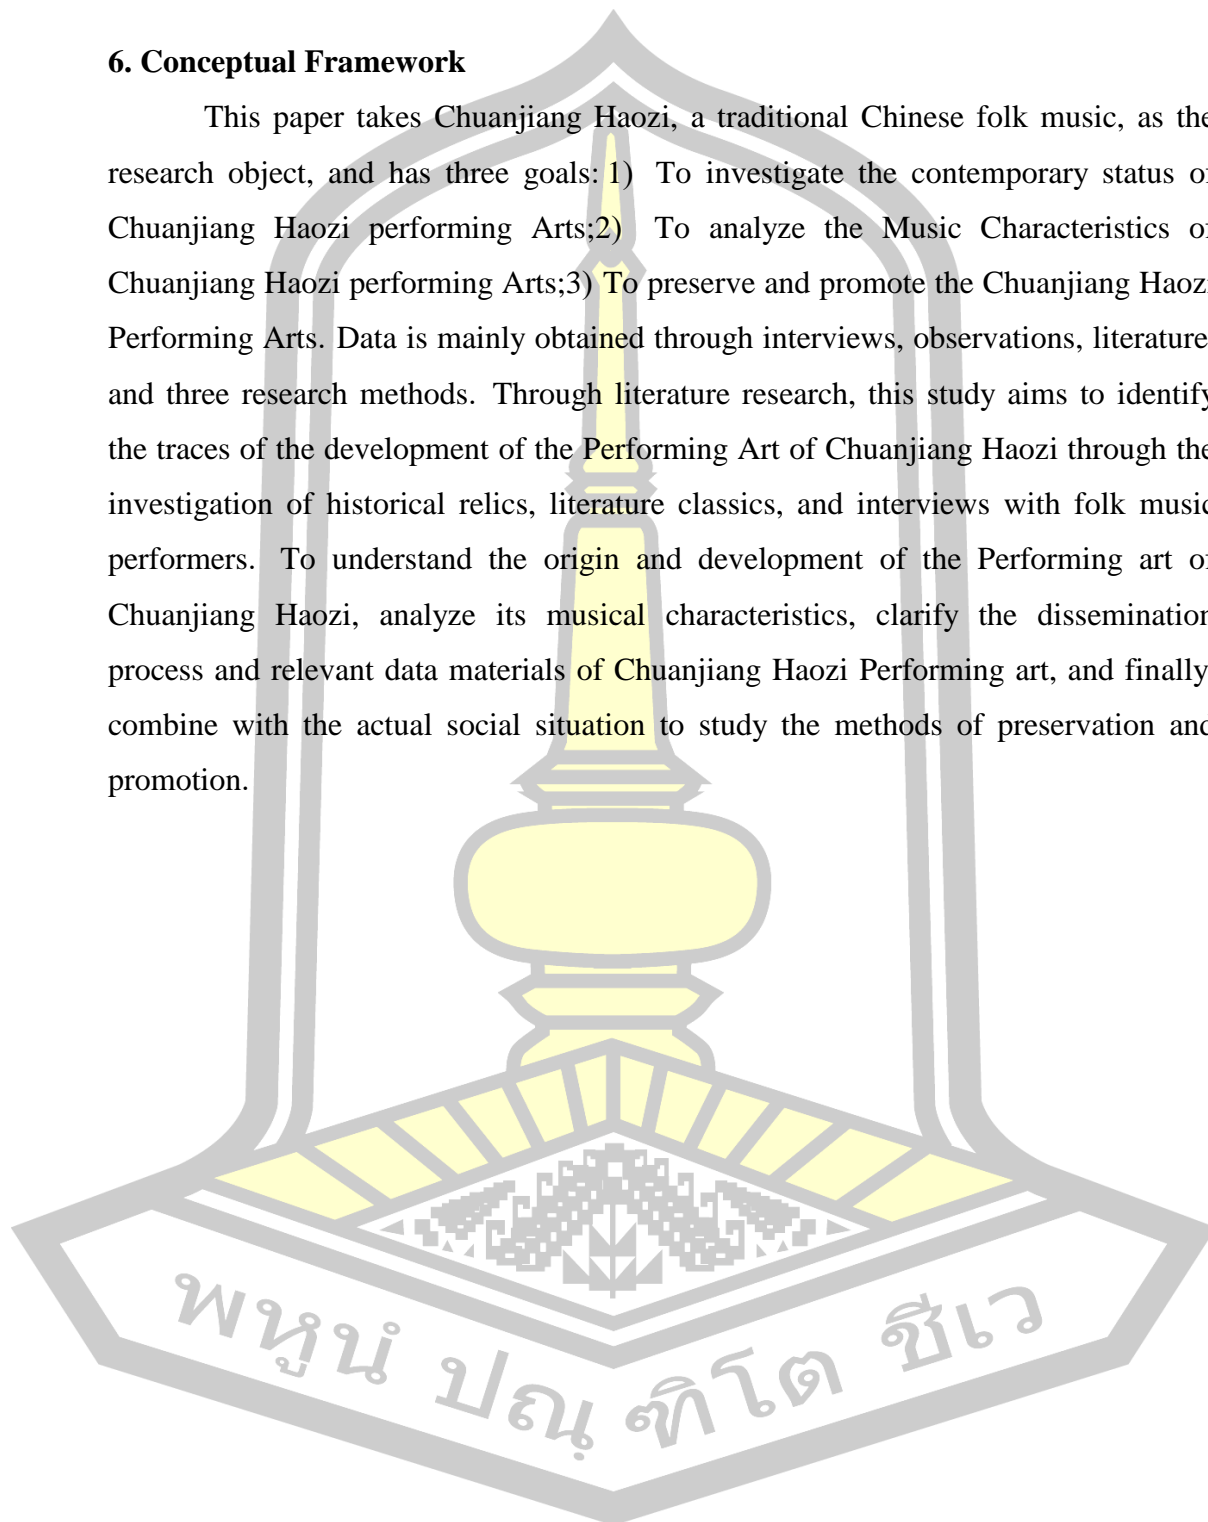 6. Conceptual Framework
This paper takes Chuanjiang Haozi, a traditional Chinese folk music, as the
research object, and has three goals: 1) To investigate the contemporary status of
Chuanjiang Haozi performing Arts;2) To analyze the Music Characteristics of
Chuanjiang Haozi performing Arts;3) To preserve and promote the Chuanjiang Haozi
Performing Arts. Data is mainly obtained through interviews, observations, literature
and three research methods. Through literature research, this study aims to identify
the traces of the development of the Performing Art of Chuanjiang Haozi through the
investigation of historical relics, literature classics, and interviews with folk music
performers. To understand the origin and development of the Performing art of
Chuanjiang Haozi, analyze its musical characteristics, clarify the dissemination
process and relevant data materials of Chuanjiang Haozi Performing art, and finally
combine with the actual social situation to study the methods of preservation and
promotion.
พหูนํ ปณฺฑิโต ชีเว